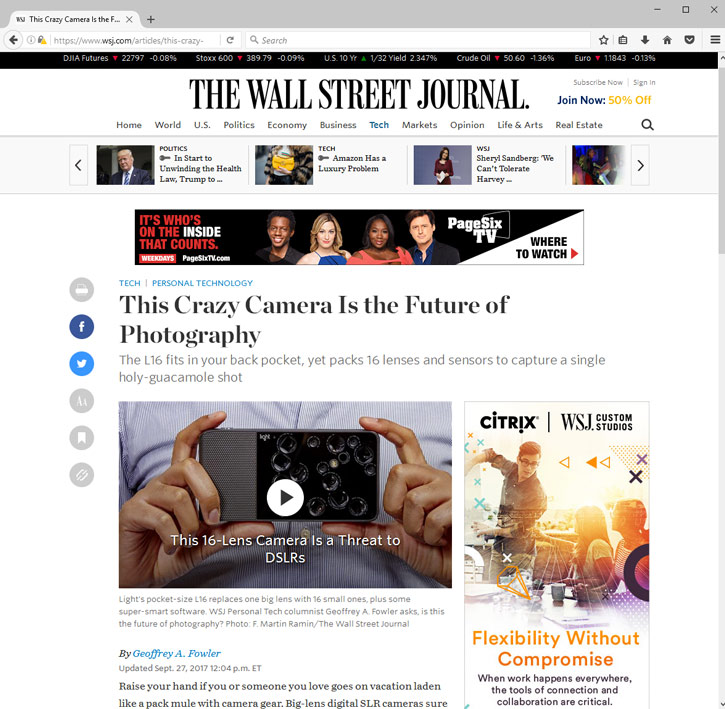 WSJ This Crazy Camera Is the F...
https://www.wsj.com/articles/this-crazy-
Search
DJIA Futures ▼ 22797 -0.08% Stoxx 600 ▼ 389.79 -0.09% U.S. 10 Yr ▲ 1/32 Yield 2.347% Crude Oil ▼ 50.60 -1.36% Euro ▼ 1.1843 -0.13%
Subscribe Now | Sign In
THE WALL STREET JOURNAL.
Join Now: 50% Off
Home World U.S. Politics Economy Business Tech Markets Opinion Life & Arts Real Estate
POLITICS
In Start to
Unwinding the Health
Law, Trump to ...
TECH
Amazon Has a
Luxury Problem
WSJ
Sheryl Sandberg: 'We
Can't Tolerate
Harvey ...
IT'S WHO'S
ON THE INSIDE
THAT COUNTS.
WEEKDAYS PageSixTV.com
PageSix
TV
WHERE
TO WATCH
TECH | PERSONAL TECHNOLOGY
This Crazy Camera Is the Future of
Photography
The L16 fits in your back pocket, yet packs 16 lenses and sensors to capture a single
holy-guacamole shot
f
AA
light
This 16-Lens Camera Is a Threat to
DSLRs
Light's pocket-size L16 replaces one big lens with 16 small ones, plus some
super-smart software. WSJ Personal Tech columnist Geoffrey A. Fowler asks, is this
the future of photography? Photo: F. Martin Ramin/The Wall Street Journal
By Geoffrey A. Fowler
Updated Sept. 27, 2017 12:04 p.m. ET
Raise your hand if you or someone you love goes on vacation laden
like a pack mule with camera gear. Big-lens digital SLR cameras sure
CITRIX® | WSJ. CUSTOM
STUDIOS
Flexibility Without
Compromise
When work happens everywhere,
the tools of connection and
collaboration are critical.